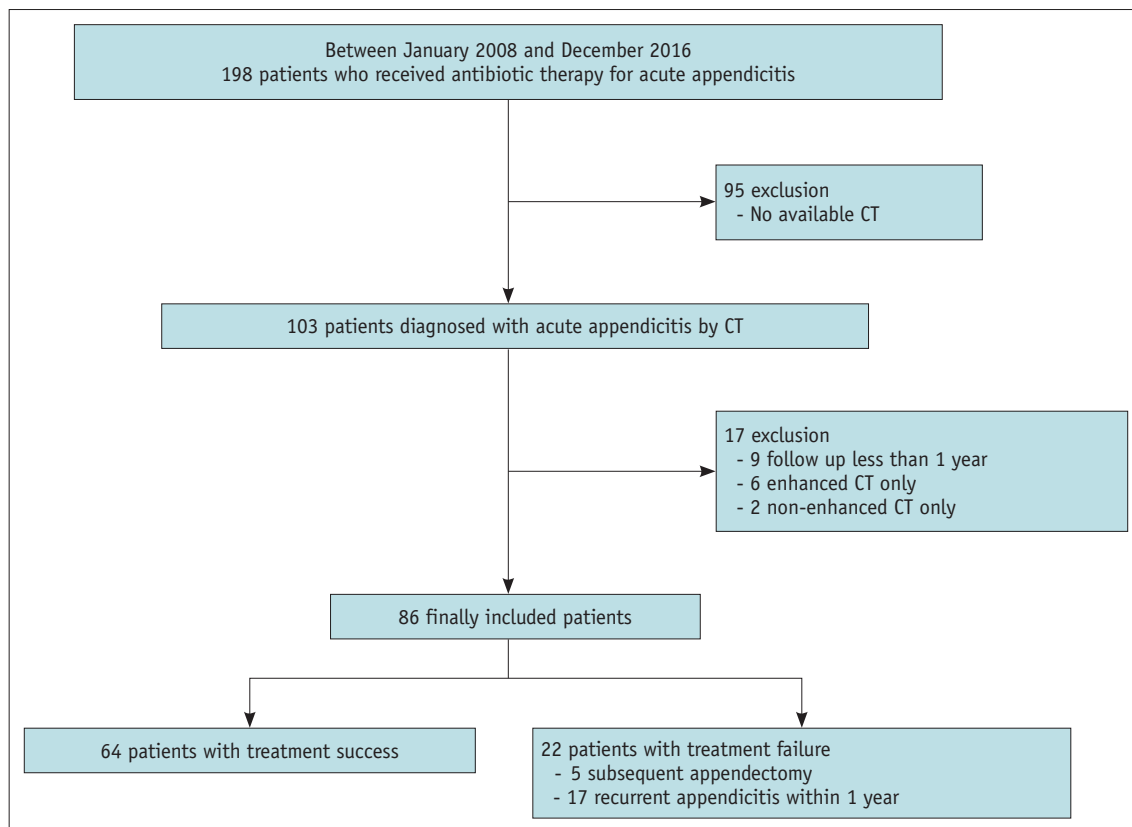 Between January 2008 and December 2016
198 patients who received antibiotic therapy for acute appendicitis
95 exclusion
- No available CT
103 patients diagnosed with acute appendicitis by CT
17 exclusion
- 9 follow up less than 1 year
- 6 enhanced CT only
- 2 non-enhanced CT only
86 finally included patients
64 patients with treatment success
22 patients with treatment failure
- 5 subsequent appendectomy
- 17 recurrent appendicitis within 1 year